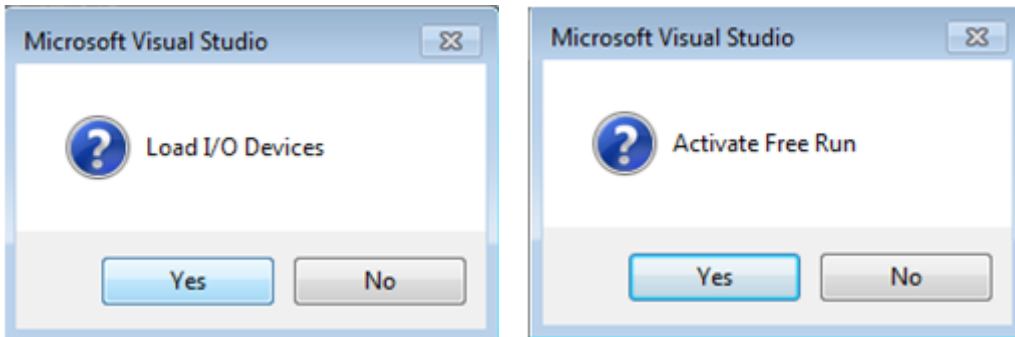 Microsoft Visual Studio
Load I/O Devices
Yes No
Microsoft Visual Studio
Activate Free Run
Yes No